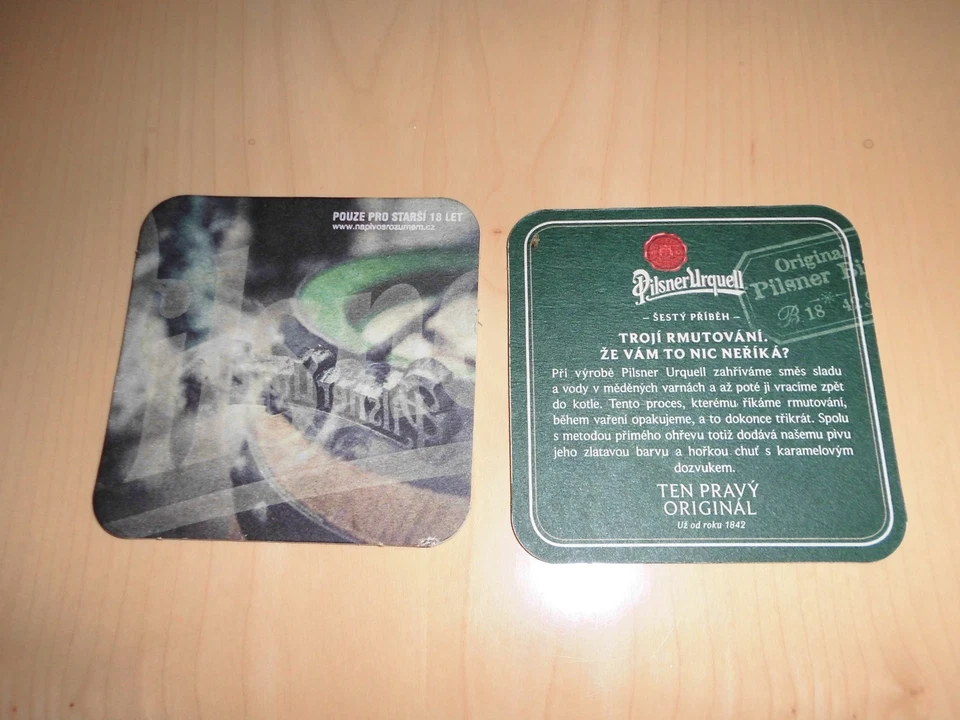 POUZE PRO STARŠÍ 18 LET
www.napivosrozumem.cz
Pilsner Urquell
Original
Pilsner
18
– ŠESTÝ PŘÍBĚH –
TROJÍ RMUTOVÁNÍ.
ŽE VÁM TO NIC NEŘÍKÁ?
Při výrobě Pilsner Urquell zahříváme směs sladu
a vody v měděných varnách a až poté ji vracíme zpět
do kotle. Tento proces, kterému říkáme rmutování,
během vaření opakujeme, a to dokonce třikrát. Spolu
s metodou přímého ohřevu totiž dodává našemu pivu
jeho zlatavou barvu a hořkou chuť s karamelovým
dozvukem.
TEN PRAVÝ
ORIGINÁL
Už od roku 1842